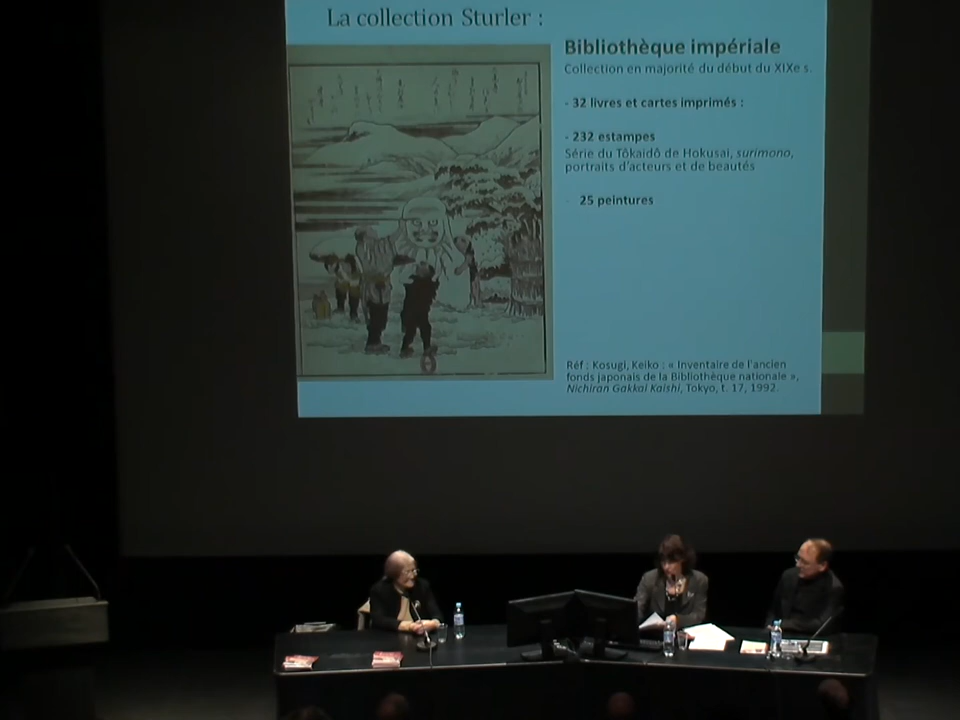 La collection Sturler :
Bibliothèque impériale
Collection en majorité du début du XIXe s.
- 32 livres et cartes imprimés :
- 232 estampes
Série du Tôkaidô de Hokusai, surimono,
portraits d'acteurs et de beautés
- 25 peintures
Réf : Kosugi, Keiko : « Inventaire de l'ancien
fonds japonais de la Bibliothèque nationale »,
Nichiran Gakkai Kaishi, Tokyo, t. 17, 1992.